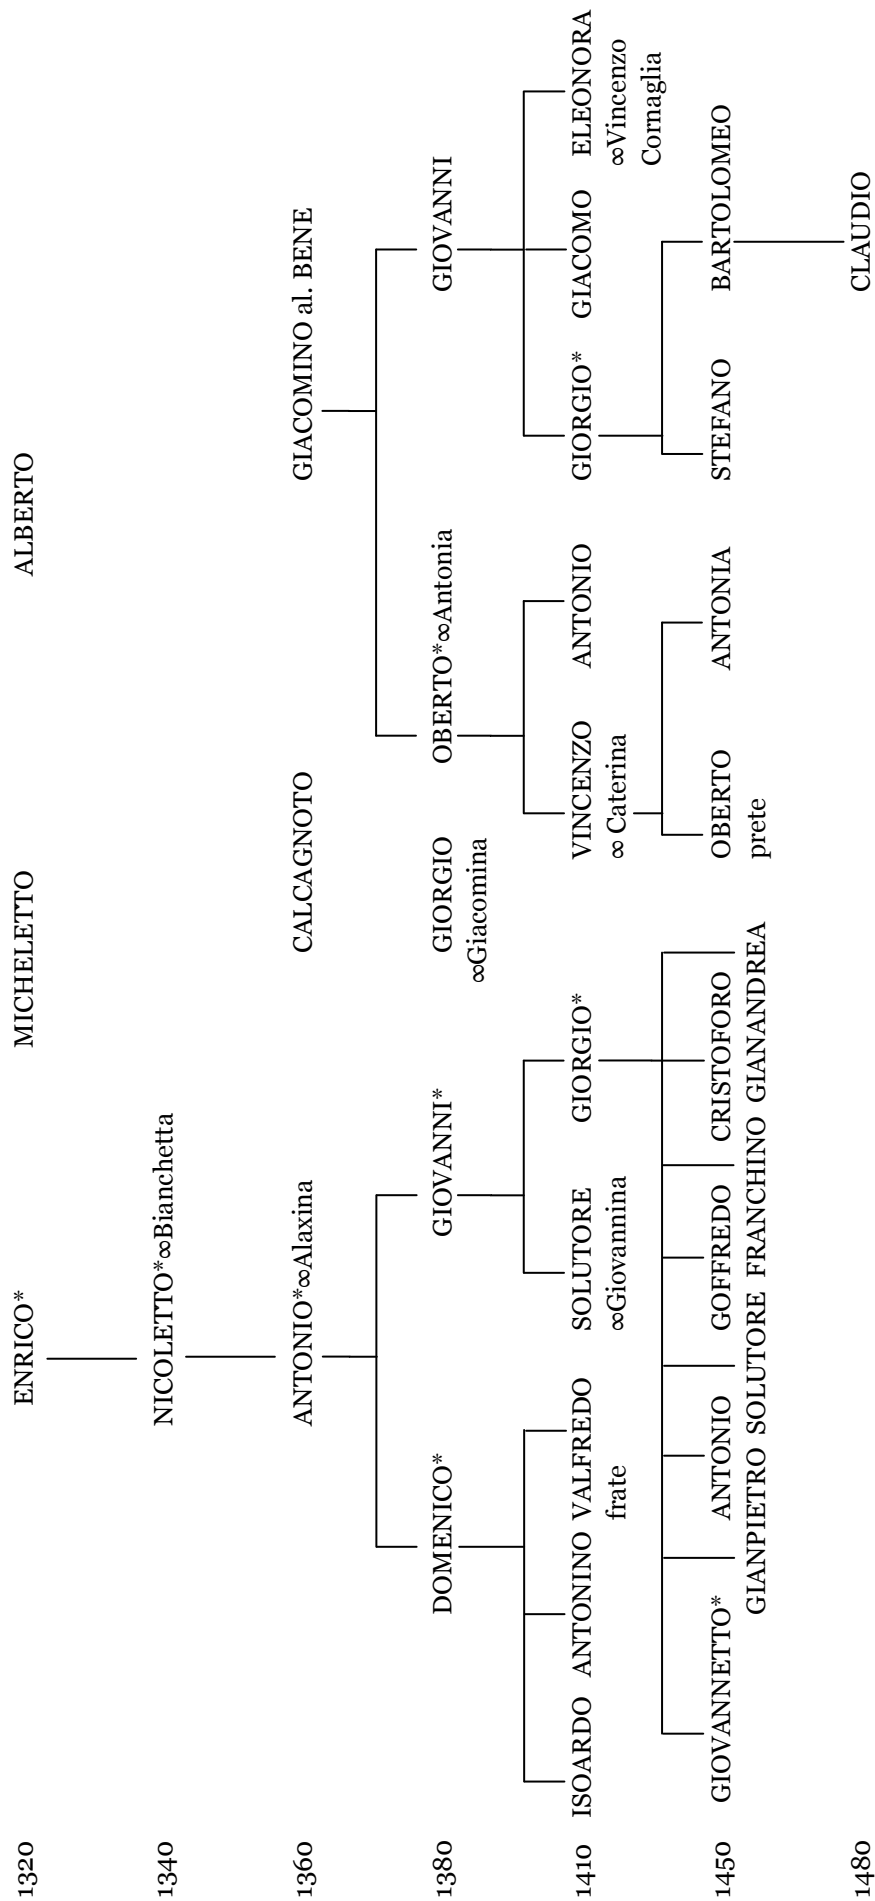 1320 ENRICO* MICHELETTO ALBERTO
1340 NICOLETTO*∞Bianchetta
1360 ANTONIO*∞Alaxina CALCAGNOTO GIACOMINO al. BENE
1380 DOMENICO* GIOVANNI* GIORGIO OBERTO*∞Antonia GIOVANNI
∞Giacomina
1410 ISOARDO ANTONINO VALFREDO SOLUTORE GIORGIO* VINCENZO ANTONIO GIORGIO* GIACOMO ELEONORA
frate ∞Giovannina ∞ Caterina ∞Vincenzo
Cornaglia
1450 GIOVANNETTO* ANTONIO GOFFREDO CRISTOFORO OBERTO ANTONIA STEFANO BARTOLOMEO
GIANPIETRO SOLUTORE FRANCHINO GIANANDREA prete
1480 CLAUDIO